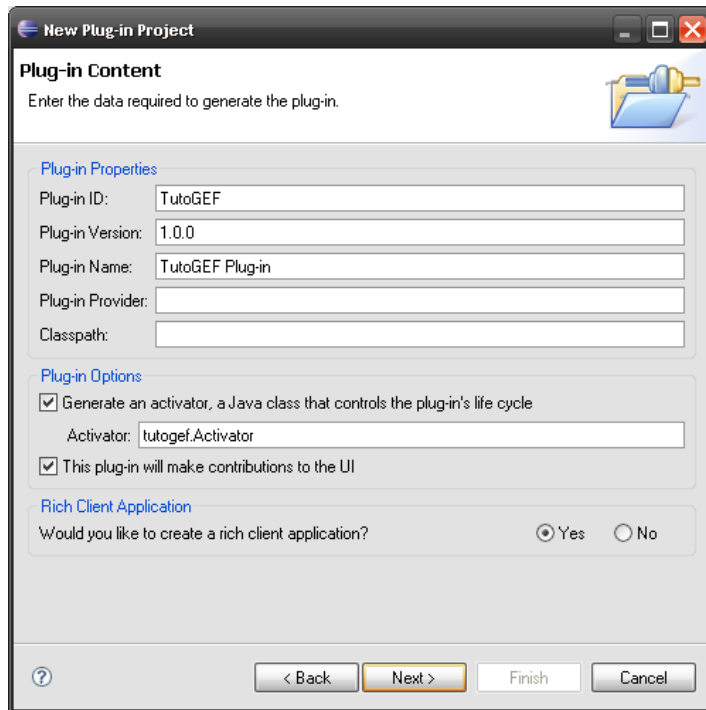 New Plug-in Project
Plug-in Content
Enter the data required to generate the plug-in.
Plug-in Properties
Plug-in ID: TutoGEF
Plug-in Version: 1.0.0
Plug-in Name: TutoGEF Plug-in
Plug-in Provider:
Classpath:
Plug-in Options
Generate an activator, a Java class that controls the plug-in's life cycle
Activator: tutogef.Activator
This plug-in will make contributions to the UI
Rich Client Application
Would you like to create a rich client application? Yes No
? < Back Next > Finish Cancel